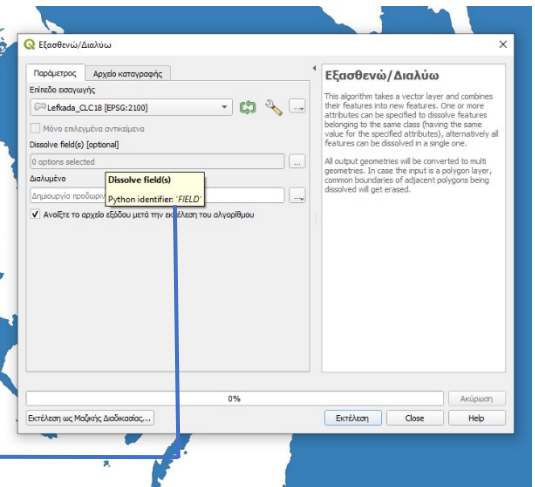 Εξασθενώ/Διαλύω
Παράμετρος
Αρχείο καταγραφής
Επίπεδο εισαγωγής
Lefkada_CLC18 [EPSG:2100]
Μόνο επιλεγμένα αντικείμενα
Dissolve field(s) [optional]
0 options selected
...
Διαλυμένο
Δημιουργία
Dissolve field(s)
Python identifier: 'FIELD'
Ανοίξτε το αρχείο εξόδου μετά την εκτέλεση του αλγορίθμου
Εξασθενώ/Διαλύω
This algorithm takes a vector layer and combines
their features into new features. One or more
attributes can be specified to dissolve features
belonging to the same class (having the same
value for the specified attributes), alternatively all
features can be dissolved in a single one.
All output geometries will be converted to multi
geometries. In case the input is a polygon layer,
common boundaries of adjacent polygons being
dissolved will get erased.
0%
Ακύρωση
Εκτέλεση ως Μαζικής Διαδικασίας...
Εκτέλεση
Close
Help